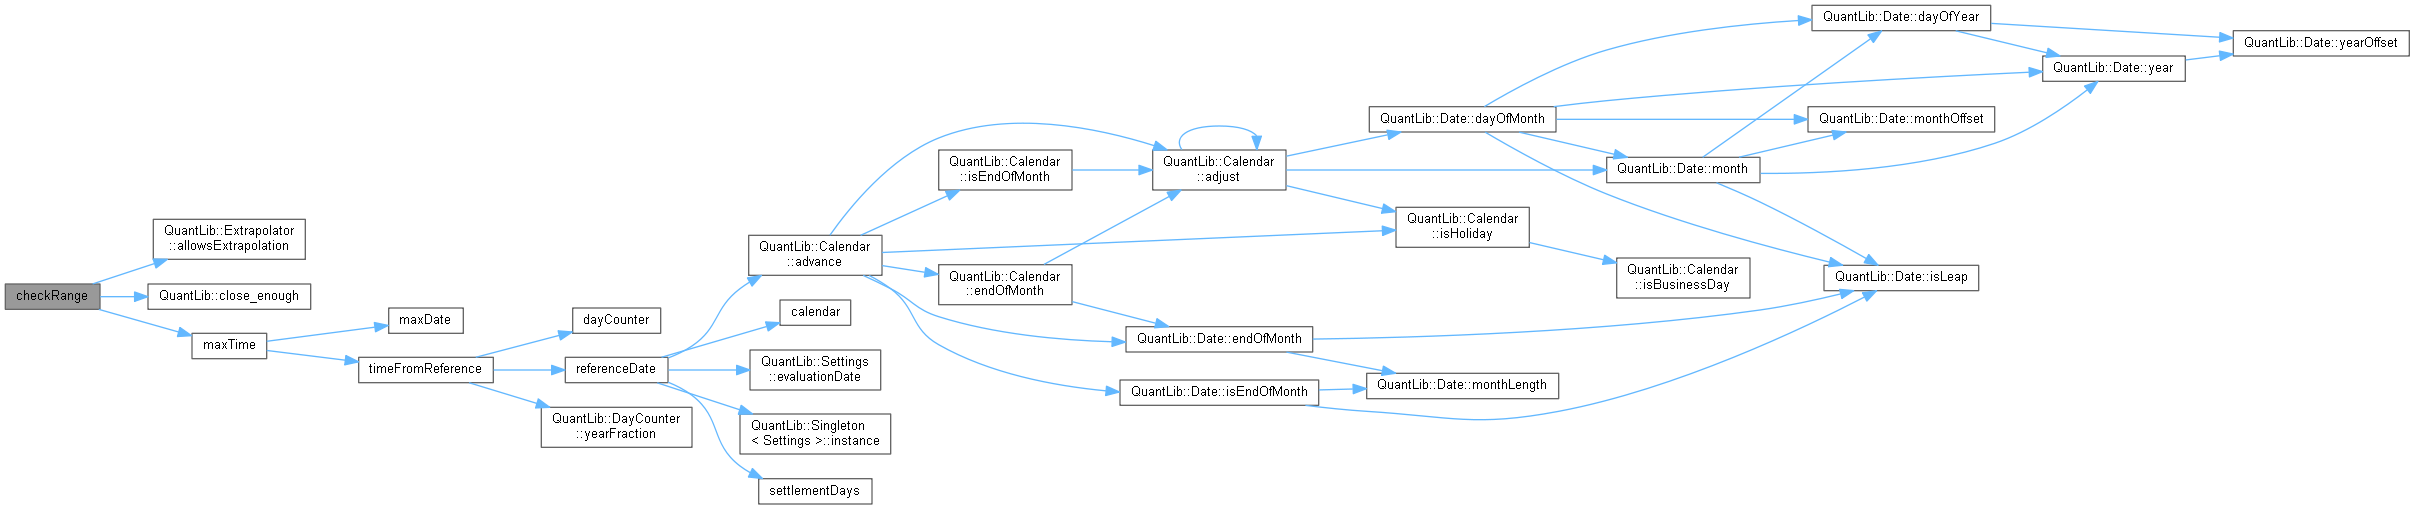 checkRange
QuantLib::Extrapolator
::allowsExtrapolation
QuantLib::close_enough
maxTime
maxDate
timeFromReference
dayCounter
referenceDate
QuantLib::DayCounter
::yearFraction
QuantLib::Calendar
::advance
calendar
QuantLib::Settings
::evaluationDate
QuantLib::Singleton
< Settings >::instance
settlementDays
QuantLib::Calendar
::isEndOfMonth
QuantLib::Calendar
::endOfMonth
QuantLib::Calendar
::adjust
QuantLib::Date::endOfMonth
QuantLib::Date::isEndOfMonth
QuantLib::Date::dayOfMonth
QuantLib::Calendar
::isHoliday
QuantLib::Date::monthLength
QuantLib::Date::month
QuantLib::Calendar
::isBusinessDay
QuantLib::Date::dayOfYear
QuantLib::Date::monthOffset
QuantLib::Date::isLeap
QuantLib::Date::year
QuantLib::Date::yearOffset